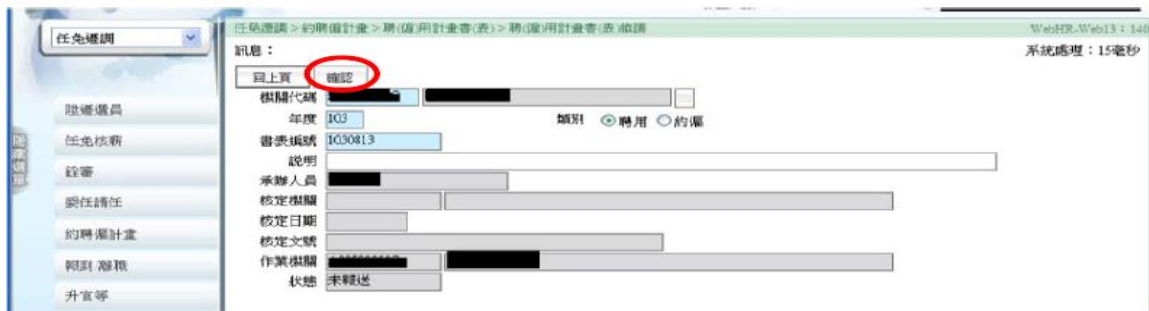 任免遷調
任免遷調 > 約聘僱計畫 > 聘(僱)用計畫書(表) > 聘(僱)用計畫書(表)維護
WebHR-Web13：140
訊息：
系統處理：15毫秒
回上頁 確認
機關代碼
年度 103 類別 聘用 約僱
書表編號 1030813
說明
承辦人員
核定機關
核定日期
核定文號
作業機關
狀態 未報送
陞遷選員
任免核薪
銓審
委任請任
約聘僱計畫
報到/離職
升官等